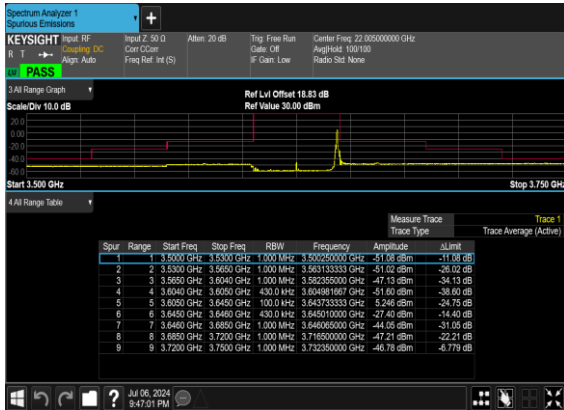 Spectrum Analyzer 1
Spurious Emissions
KEYSIGHT Input: RF Input Z: 50 Ω Atten: 20 dB Trig: Free Run Center Freq: 22.005000000 GHz
R T Coupling: DC Corr CCorr Gate: Off Avg|Hold: 100/100
Align: Auto Freq Ref: Int (S) IF Gain: Low Radio Std: None
PASS
3 All Range Graph
Ref Lvl Offset 18.83 dB
Scale/Div 10.0 dB Ref Value 30.00 dBm
20.0
0.00
-20.0
-40.0
-60.0
Start 3.500 GHz Stop 3.750 GHz
4 All Range Table
Measure Trace Trace 1
Trace Type Trace Average (Active)
Spur Range Start Freq Stop Freq RBW Frequency Amplitude ΔLimit
1 1 3.5000 GHz 3.5300 GHz 1.000 MHz 3.500250000 GHz -51.08 dBm -11.08 dB
2 2 3.5300 GHz 3.5650 GHz 1.000 MHz 3.563133333 GHz -51.02 dBm -26.02 dB
3 3 3.5650 GHz 3.6040 GHz 1.000 MHz 3.582355000 GHz -47.13 dBm -34.13 dB
4 4 3.6040 GHz 3.6050 GHz 430.0 kHz 3.604981667 GHz -51.60 dBm -38.60 dB
5 5 3.6050 GHz 3.6450 GHz 100.0 kHz 3.643733333 GHz 5.246 dBm -24.75 dB
6 6 3.6450 GHz 3.6460 GHz 430.0 kHz 3.645010000 GHz -27.40 dBm -14.40 dB
7 7 3.6460 GHz 3.6850 GHz 1.000 MHz 3.646065000 GHz -44.05 dBm -31.05 dB
8 8 3.6850 GHz 3.7200 GHz 1.000 MHz 3.716500000 GHz -47.21 dBm -22.21 dB
9 9 3.7200 GHz 3.7500 GHz 1.000 MHz 3.732350000 GHz -46.78 dBm -6.779 dB
Jul 06, 2024
9:47:01 PM